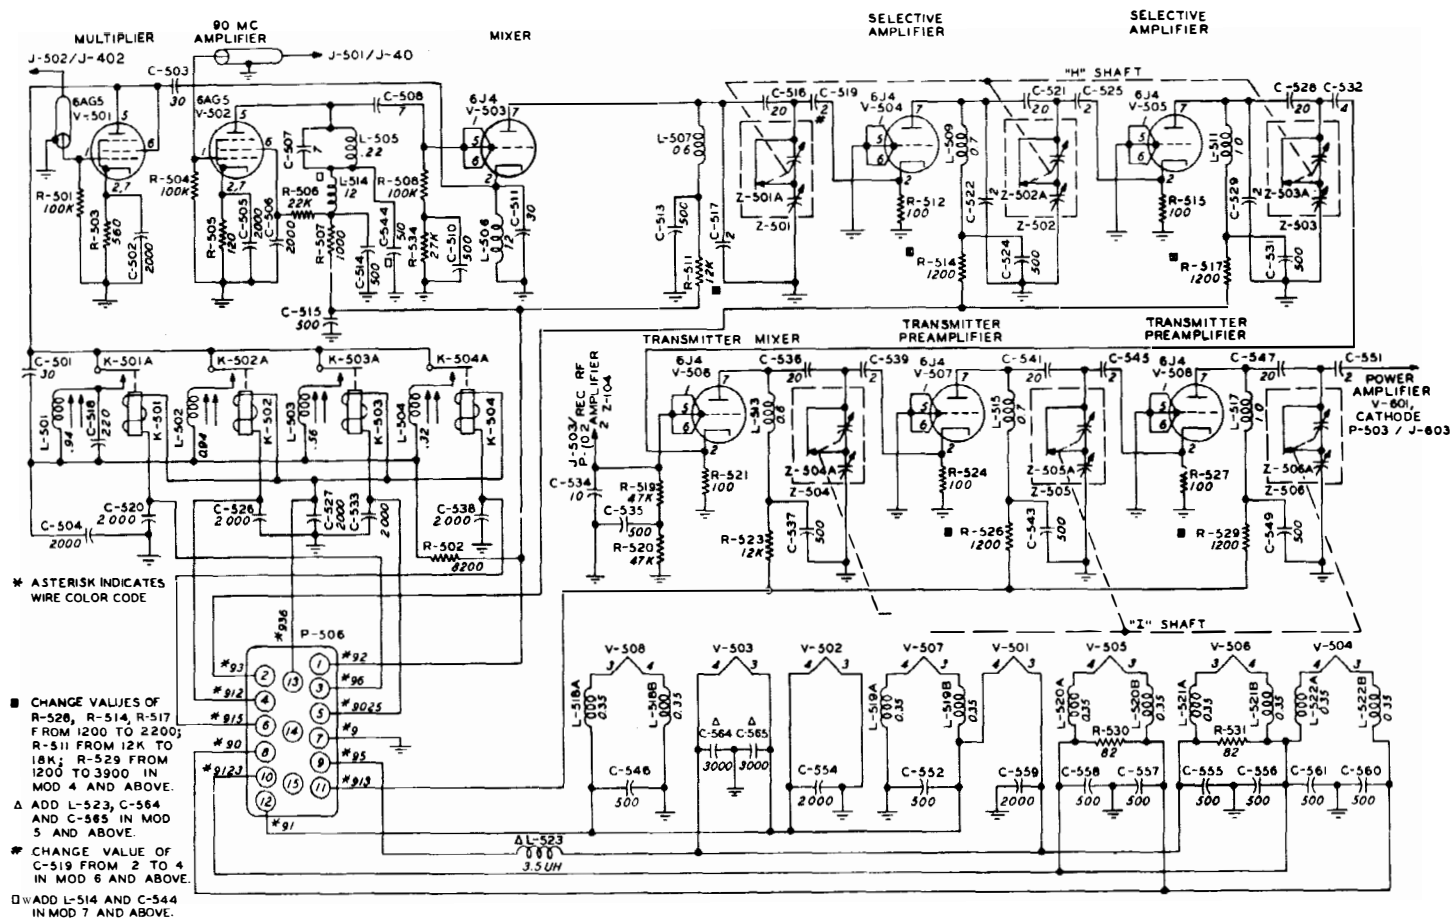 MULTIPLIER
90 MC
AMPLIFIER
MIXER
SELECTIVE
AMPLIFIER
SELECTIVE
AMPLIFIER
J-502/J-402
J-501/J-40
"H" SHAFT
C-503
30
6AG5
V-501
6AG5
V-502
C-508
7
6J4
V-503
C-516
20
C-519
2
6J4
V-504
C-521
20
C-525
2
6J4
V-505
C-528
20
C-532
4
C-507
7
L-505
.22
L-507
0.6
L-509
0.7
L-511
1.0
R-501
100K
R-503
560
C-502
2000
R-504
100K
R-505
120
C-505
2000
C-506
2000
R-506
22K
R-507
1000
L-514
12
C-514
500
C-544
510
R-508
100K
R-534
27K
C-510
500
L-506
1.2
C-511
30
C-513
500
C-517
2
R-511
12K
Z-501A
Z-501
R-512
100
C-522
2
R-514
1200
Z-502A
Z-502
C-524
500
R-515
100
C-529
2
R-517
1200
Z-503A
Z-503
C-531
500
C-515
500
TRANSMITTER MIXER
TRANSMITTER
PREAMPLIFIER
TRANSMITTER
PREAMPLIFIER
C-501
30
K-501A
K-502A
K-503A
K-504A
L-501
.94
C-518
220
K-501
L-502
K-502
L-503
.56
K-503
L-504
.32
K-504
J-503/
P-102 REC RF
AMPLIFIER
2 Z-104
6J4
V-506
C-536
20
C-539
2
6J4
V-507
C-541
20
C-545
2
6J4
V-508
C-547
20
C-551
2
POWER
AMPLIFIER
V-601,
CATHODE
P-503 / J-603
L-513
0.6
L-515
0.7
L-517
1.0
C-534
10
R-519
47K
C-535
500
R-520
47K
R-521
100
R-523
12K
C-537
500
Z-504A
Z-504
R-524
100
R-526
1200
C-543
500
Z-505A
Z-505
R-527
100
R-529
1200
C-549
500
Z-506A
Z-506
C-504
2000
C-520
2000
C-526
2000
C-527
2000
C-533
2000
C-538
2000
R-502
8200
* ASTERISK INDICATES
WIRE COLOR CODE
"I" SHAFT
P-506
*936
*92
*93
*96
*912
*9025
*915
*9
*90
*95
*9123
*913
*91
1
2
3
4
5
6
7
8
9
10
11
12
13
14
15
■ CHANGE VALUES OF
R-526, R-514, R-517
FROM 1200 TO 2200;
R-511 FROM 12K TO
18K; R-529 FROM
1200 TO 3900 IN
MOD 4 AND ABOVE.
Δ ADD L-523, C-564
AND C-565 IN MOD
5 AND ABOVE.
* CHANGE VALUE OF
C-519 FROM 2 TO 4
IN MOD 6 AND ABOVE.
□ ADD L-514 AND C-544
IN MOD 7 AND ABOVE.
V-508
V-503
V-502
V-507
V-501
V-505
V-506
V-504
L-518A
0.35
L-518B
0.35
L-519A
0.35
L-519B
0.35
L-520A
0.35
L-520B
0.35
L-521A
0.35
L-521B
0.35
L-522A
0.35
L-522B
0.35
R-530
82
R-531
82
Δ C-564
3000
Δ C-565
3000
C-546
500
C-554
2000
C-552
500
C-559
2000
C-558
500
C-557
500
C-555
500
C-556
500
C-561
500
C-560
500
Δ L-523
3.5UH